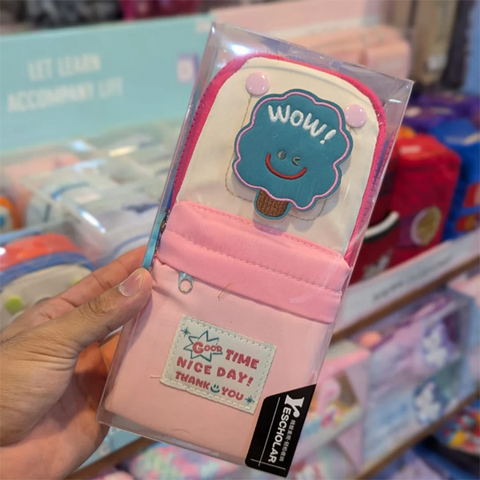 LET LEARN
ACCOMPANY LIFE
WOW!
GOOD TIME
NICE DAY!
THANK YOU
YESCHOLAR